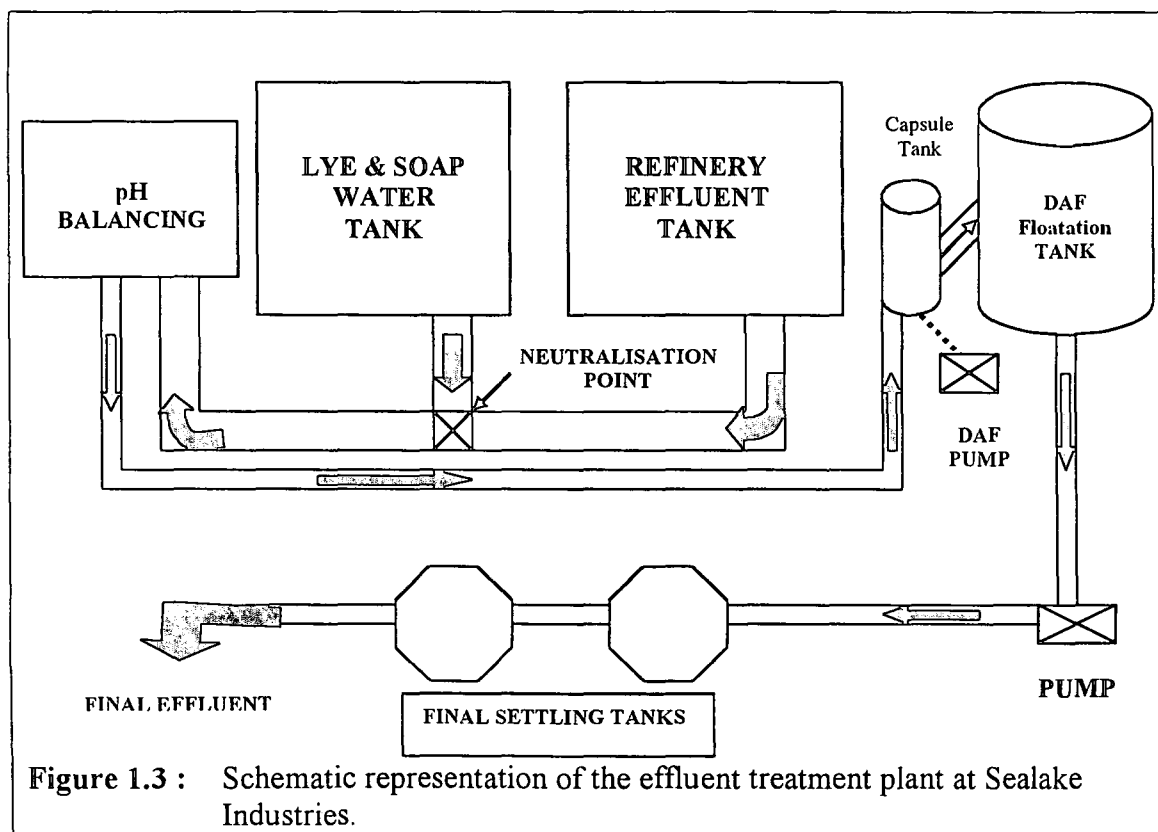 pH
BALANCING
LYE & SOAP
WATER
TANK
REFINERY
EFFLUENT
TANK
Capsule
Tank
DAF
Floatation
TANK
NEUTRALISATION
POINT
DAF
PUMP
FINAL EFFLUENT
FINAL SETTLING TANKS
PUMP
Figure 1.3 : Schematic representation of the effluent treatment plant at Sealake
Industries.